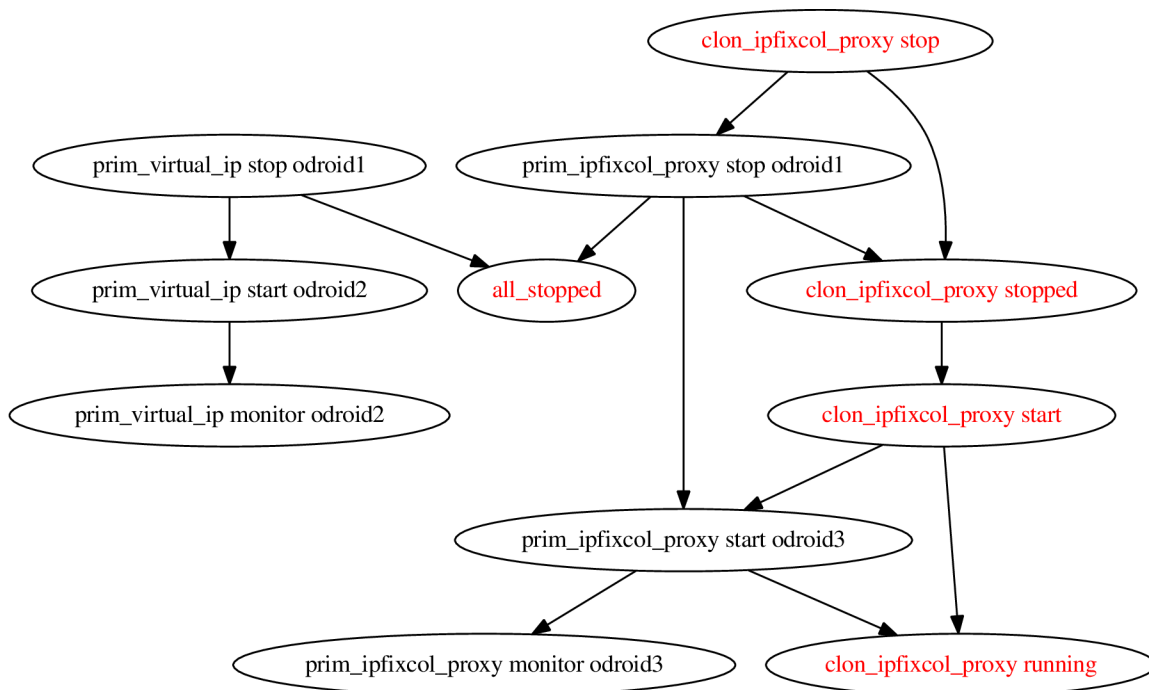 clon_ipfixcol_proxy stop
prim_virtual_ip stop odroid1
prim_ipfixcol_proxy stop odroid1
prim_virtual_ip start odroid2
all_stopped
clon_ipfixcol_proxy stopped
prim_virtual_ip monitor odroid2
clon_ipfixcol_proxy start
prim_ipfixcol_proxy start odroid3
prim_ipfixcol_proxy monitor odroid3
clon_ipfixcol_proxy running